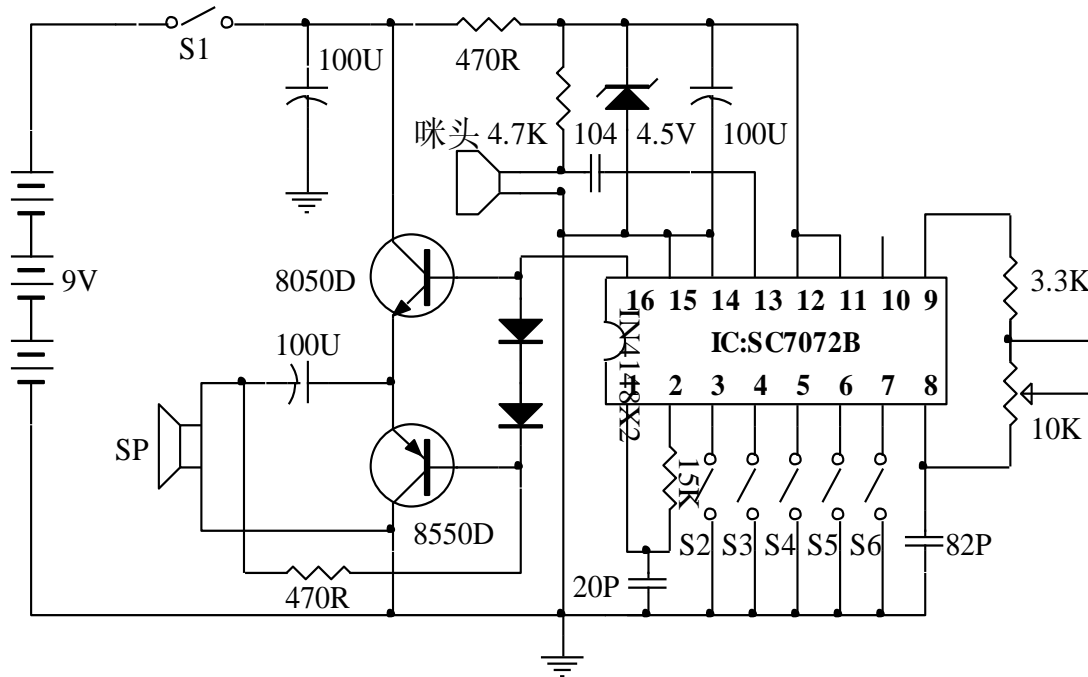 S1
100U
470R
咪头 4.7K 104 4.5V 100U
9V
8050D
16 15 14 13 12 11 10 9
3.3K
IC:SC7072B
IN4148X2
100U
1 2 3 4 5 6 7 8
10K
SP
15K
8550D
S2 S3 S4 S5 S6
82P
20P
470R